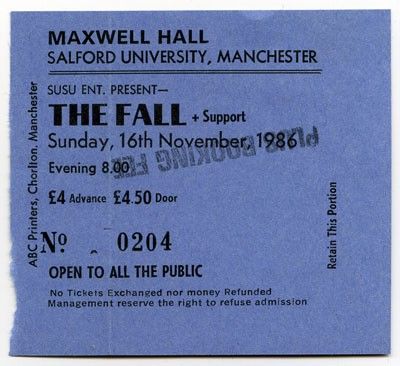 MAXWELL HALL
SALFORD UNIVERSITY, MANCHESTER
SUSU ENT. PRESENT—
THE FALL + Support
Sunday, 16th November, 1986
PLUS BOOKING FEE
Evening 8.00
£4 Advance £4.50 Door
No 0204
OPEN TO ALL THE PUBLIC
No Tickets Exchanged nor money Refunded
Management reserve the right to refuse admission
ABC Printers, Chorlton, Manchester
Retain This Portion